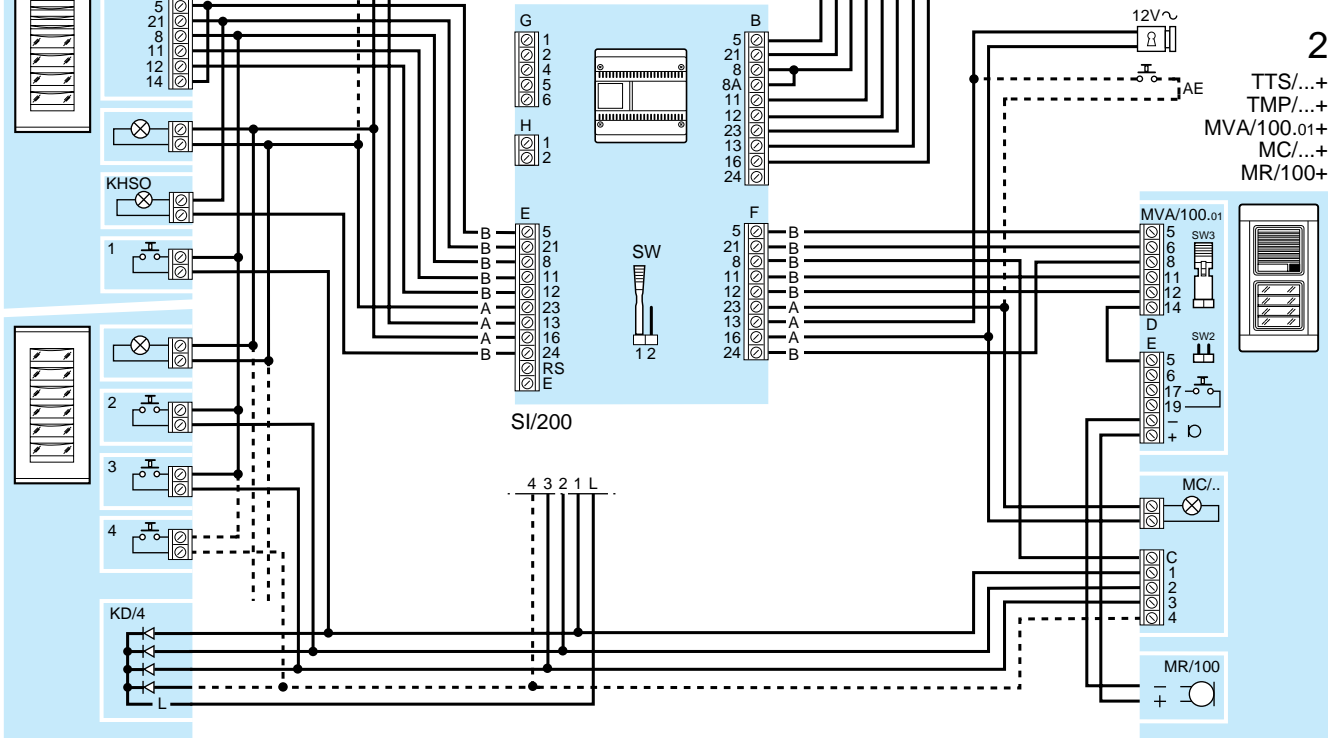 5
21
8
11
12
14
KHSO
1
2
3
4
KD/4
L
G
1
2
4
5
6
H
1
2
B
5
21
8
8A
11
12
23
13
16
24
E
B 5
B 21
B 8
B 11
B 12
A 23
A 13
A 16
B 24
RS
E
SW
1 2
F
5 B
21 B
8 B
11 B
12 B
23 A
13 A
16 A
24 B
SI/200
4 3 2 1 L
12V~
AE
2
TTS/...+
TMP/...+
MVA/100.01+
MC/...+
MR/100+
MVA/100.01
5
6
8
11
12
14
D
SW3
E
5
6
17
19
–
+
SW2
MC/..
C
1
2
3
4
MR/100
–
+